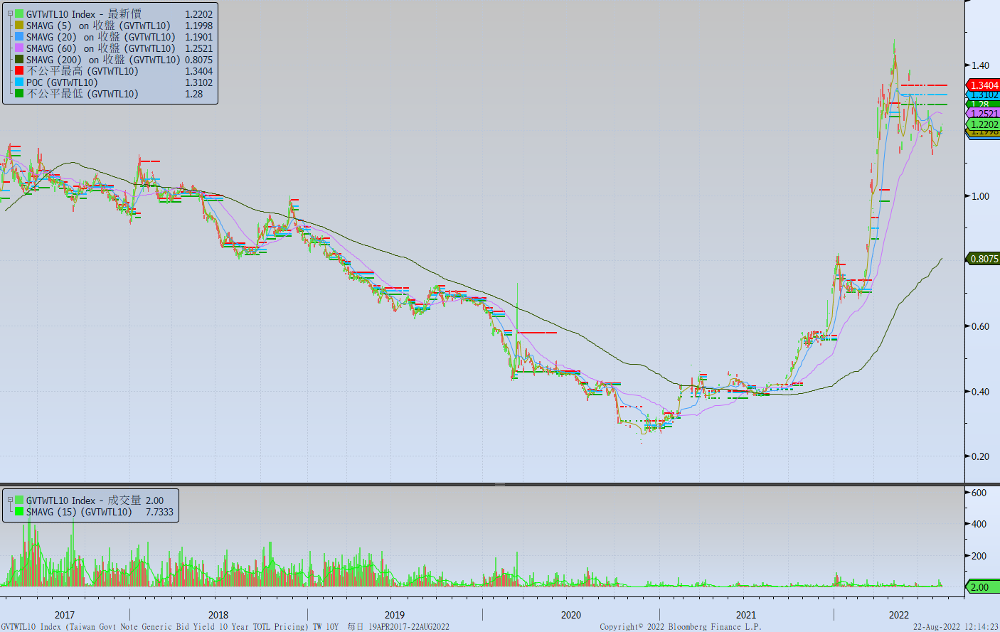 GVTWTL10 Index - 最新價 1.2202
SMAVG (5) on 收盤 (GVTWTL10) 1.1998
SMAVG (20) on 收盤 (GVTWTL10) 1.1901
SMAVG (60) on 收盤 (GVTWTL10) 1.2521
SMAVG (200) on 收盤 (GVTWTL10) 0.8075
不公平最高 (GVTWTL10) 1.3404
POC (GVTWTL10) 1.3102
不公平最低 (GVTWTL10) 1.28
1.40
1.3404
1.3102
1.28
1.2521
1.2202
1.1998
1.00
0.8075
0.60
0.40
0.20
GVTWTL10 Index - 成交量 2.00
SMAVG (15) (GVTWTL10) 7.7333
600
400
200
2.00
2017 2018 2019 2020 2021 2022
GVTWTL10 Index (Taiwan Govt Note Generic Bid Yield 10 Year TOTL Pricing) TW 10Y 每日 19APR2017-22AUG2022 Copyright© 2022 Bloomberg Finance L.P. 22-Aug-2022 12:14:23